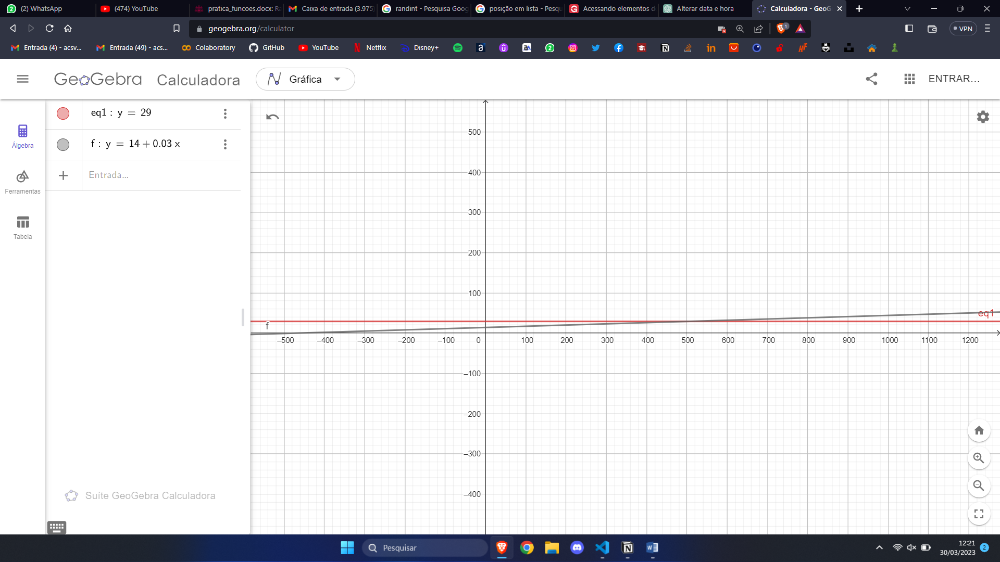 (2) WhatsApp
(474) YouTube
pratica_funcoes.docx: Ra
Caixa de entrada (3.975)
randint - Pesquisa Goog
posição em lista - Pesqu
Acessando elementos d
Alterar data e hora
Calculadora - GeoG
geogebra.org/calculator
1
VPN
Entrada (4) - acsv...
Entrada (49) - acs...
Colaboratory
GitHub
YouTube
Netflix
Disney+
GeoGebra
Calculadora
Gráfica
ENTRAR...
Álgebra
Ferramentas
Tabela
eq1 : y = 29
f : y = 14 + 0.03 x
Entrada...
Suíte GeoGebra Calculadora
500
400
300
200
100
–100
–200
–300
–400
f
eq1
–500 –400 –300 –200 –100 0 100 200 300 400 500 600 700 800 900 1000 1100 1200
Pesquisar
12:21
30/03/2023
2